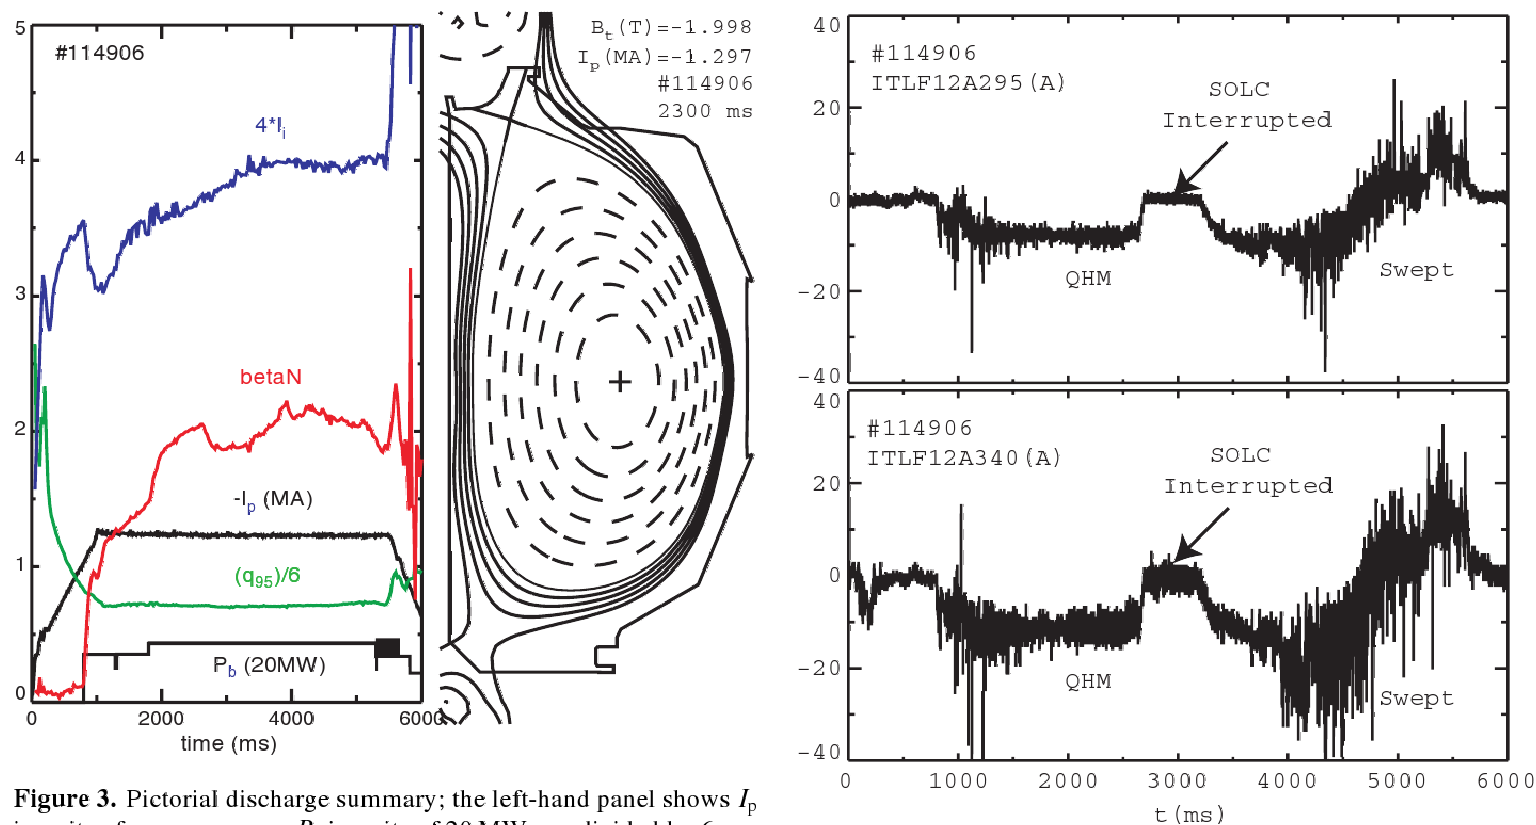 #114906
4*li
betaN
-Ip (MA)
(q95)/6
Pb (20MW)
5
4
3
2
1
0
0 2000 4000 6000
time (ms)
Bt(T)=-1.998
Ip(MA)=-1.297
#114906
2300 ms
40
20
0
-20
-40
#114906
ITLF12A295(A)
SOLC
Interrupted
QHM
Swept
40
20
0
-20
-40
#114906
ITLF12A340(A)
SOLC
Interrupted
QHM
Swept
0 1000 2000 3000 4000 5000 6000
t(ms)
Figure 3. Pictorial discharge summary; the left-hand panel shows Ip